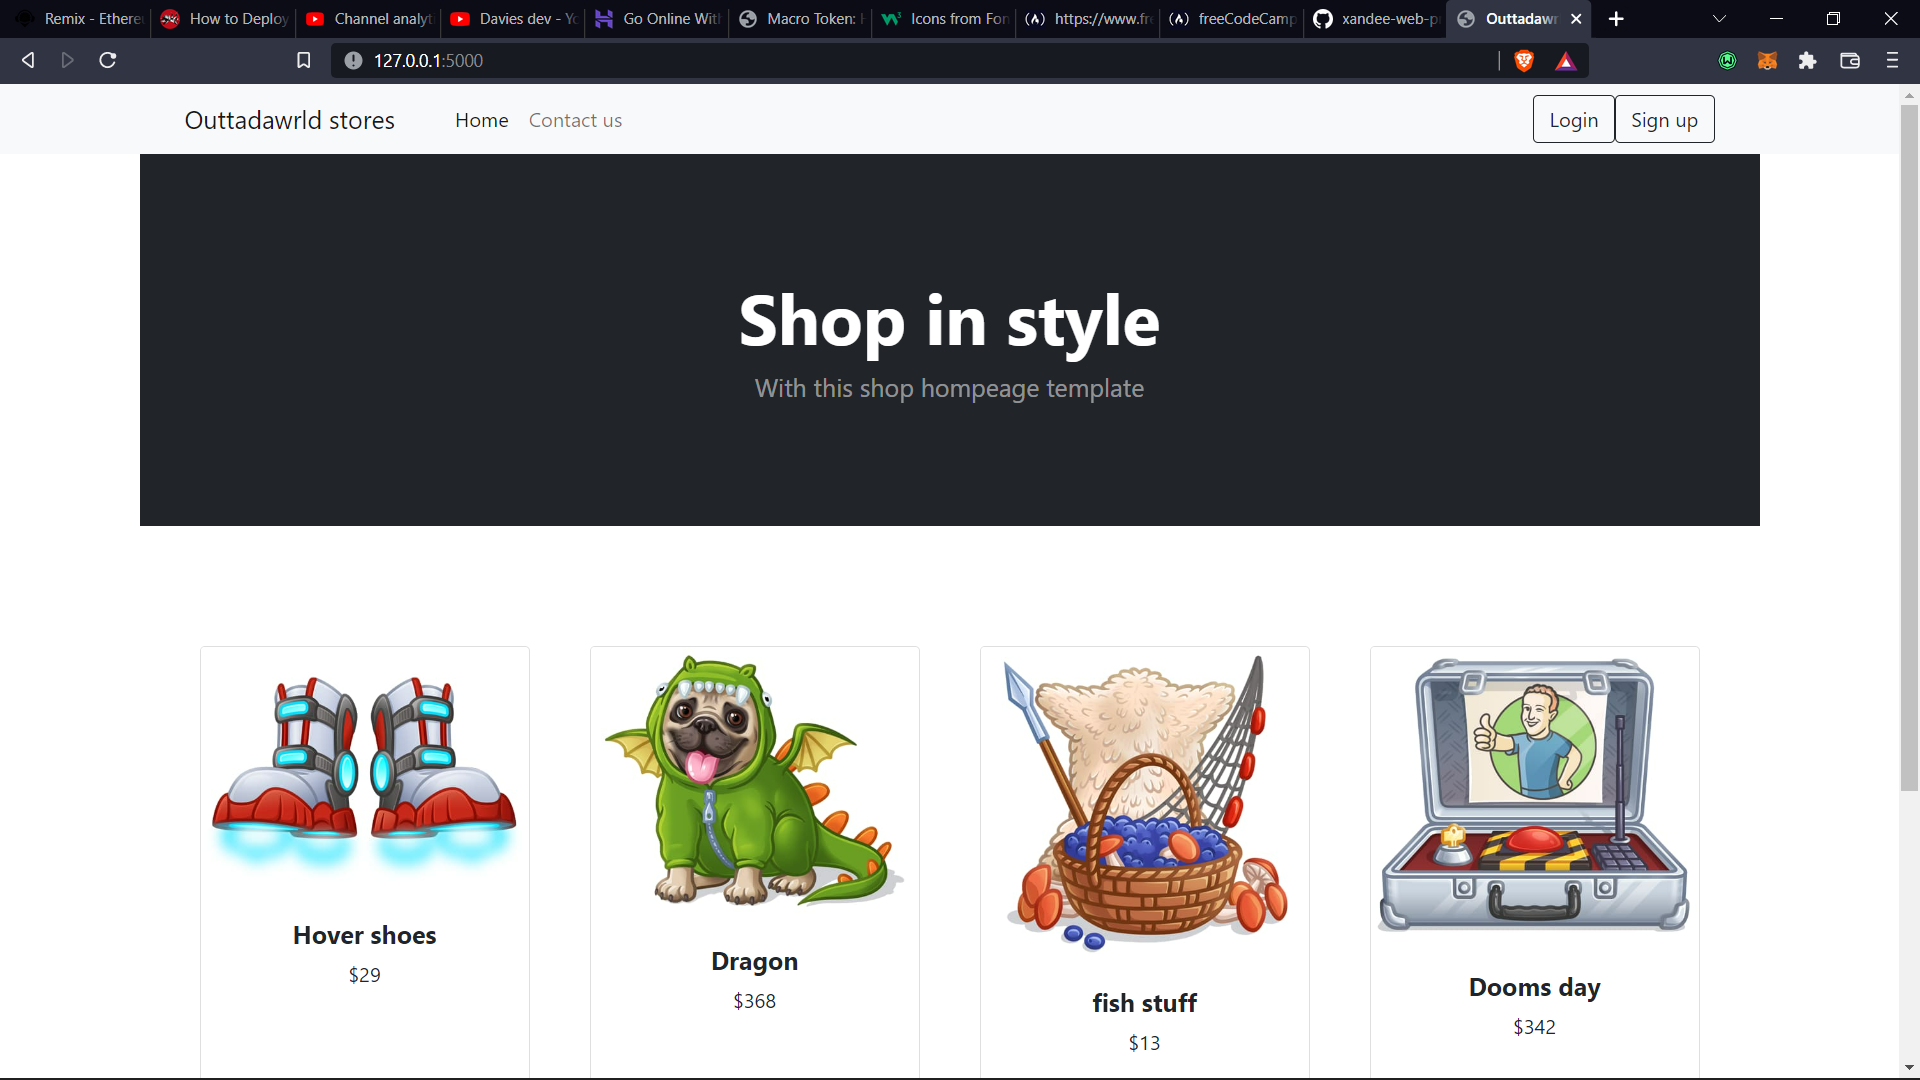 Remix - Ethere
How to Deploy
Channel analyt
Davies dev - Yo
Go Online With
Macro Token: H
Icons from Fon
https://www.fre
freeCodeCamp
xandee-web-p
Outtadawr
127.0.0.1:5000
Outtadawrld stores
Home
Contact us
Login
Sign up
Shop in style
With this shop hompeage template
Hover shoes
$29
Dragon
$368
fish stuff
$13
Dooms day
$342